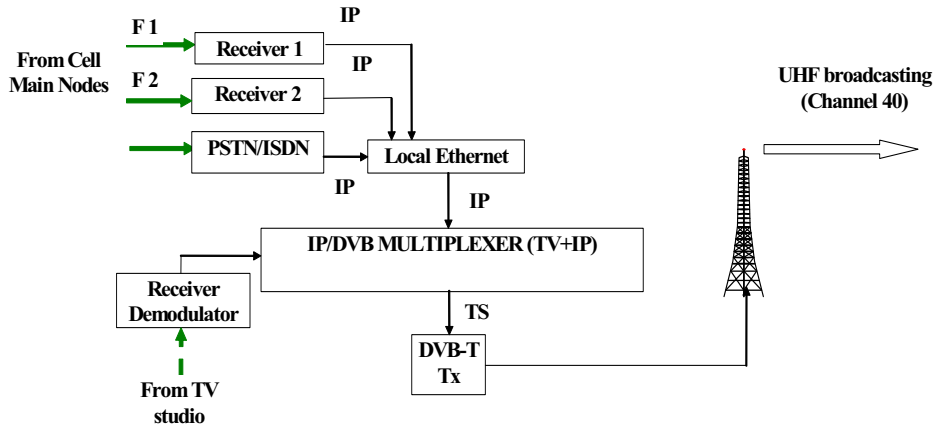 F 1
IP
From Cell
Main Nodes
Receiver 1
IP
F 2
Receiver 2
UHF broadcasting
(Channel 40)
PSTN/ISDN
Local Ethernet
IP
IP
IP/DVB MULTIPLEXER (TV+IP)
Receiver
Demodulator
TS
DVB-T
Tx
From TV
studio